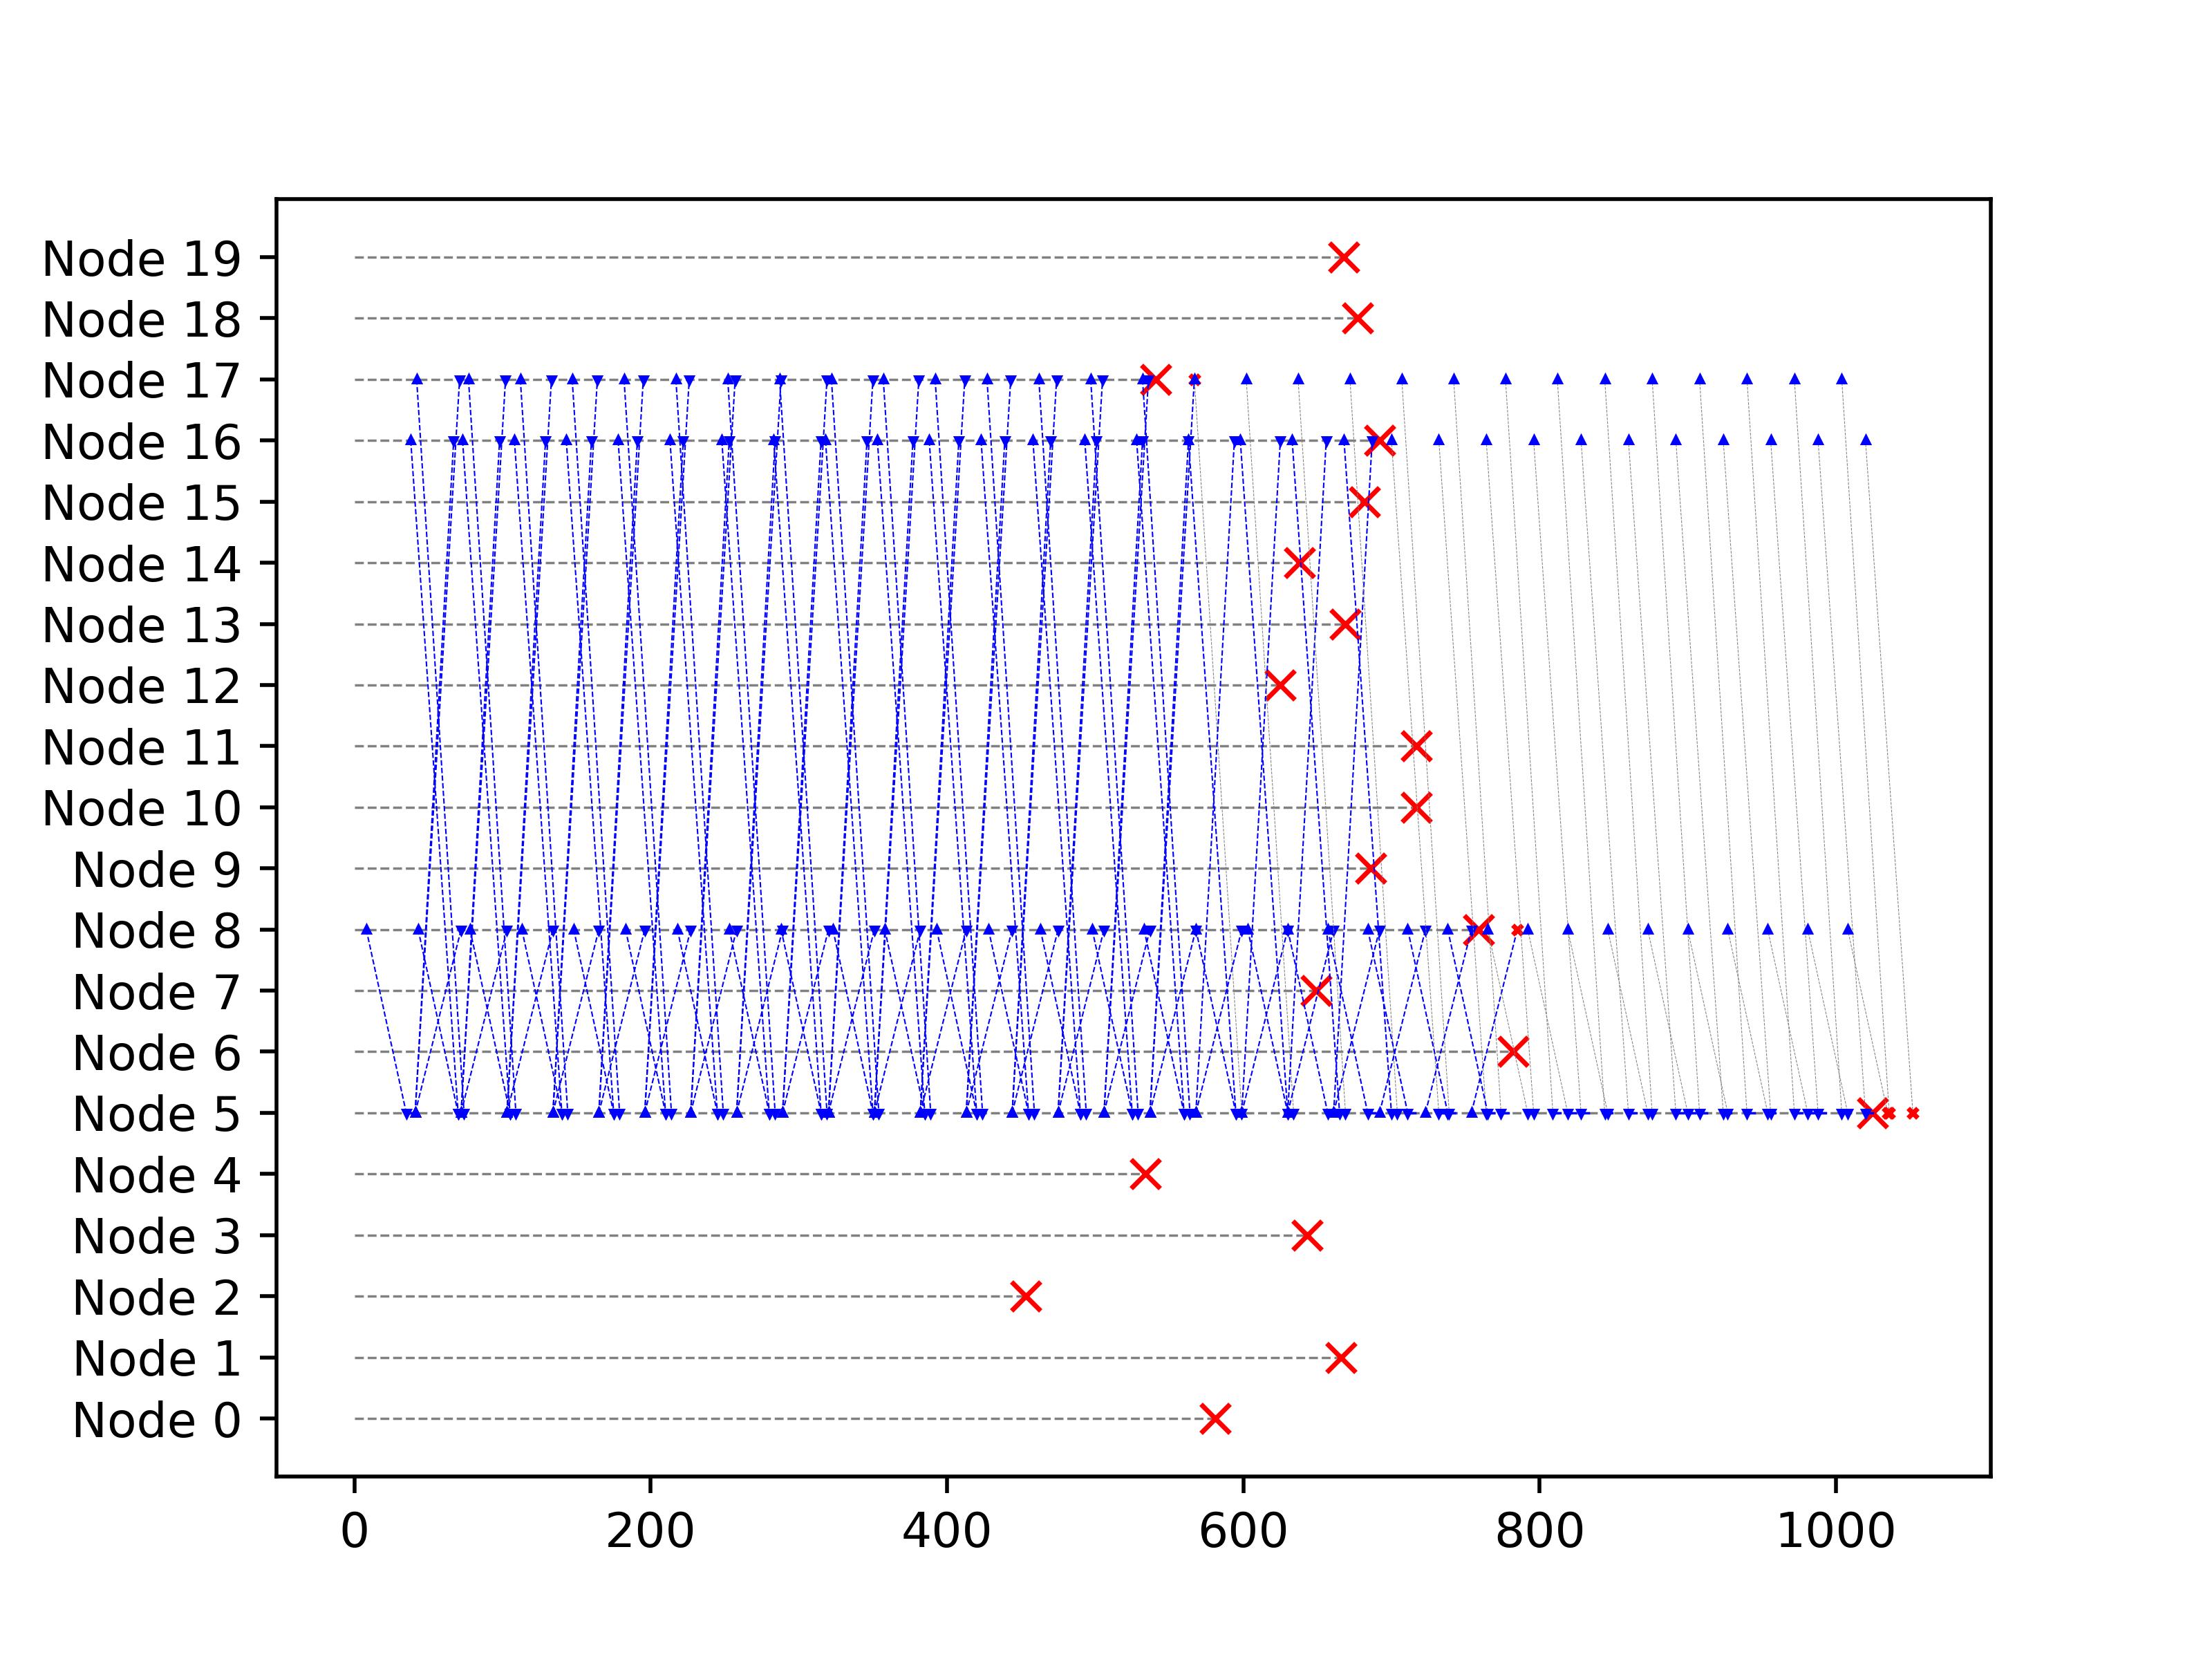 Node 19
Node 18
Node 17
Node 16
Node 15
Node 14
Node 13
Node 12
Node 11
Node 10
Node 9
Node 8
Node 7
Node 6
Node 5
Node 4
Node 3
Node 2
Node 1
Node 0
0 200 400 600 800 1000